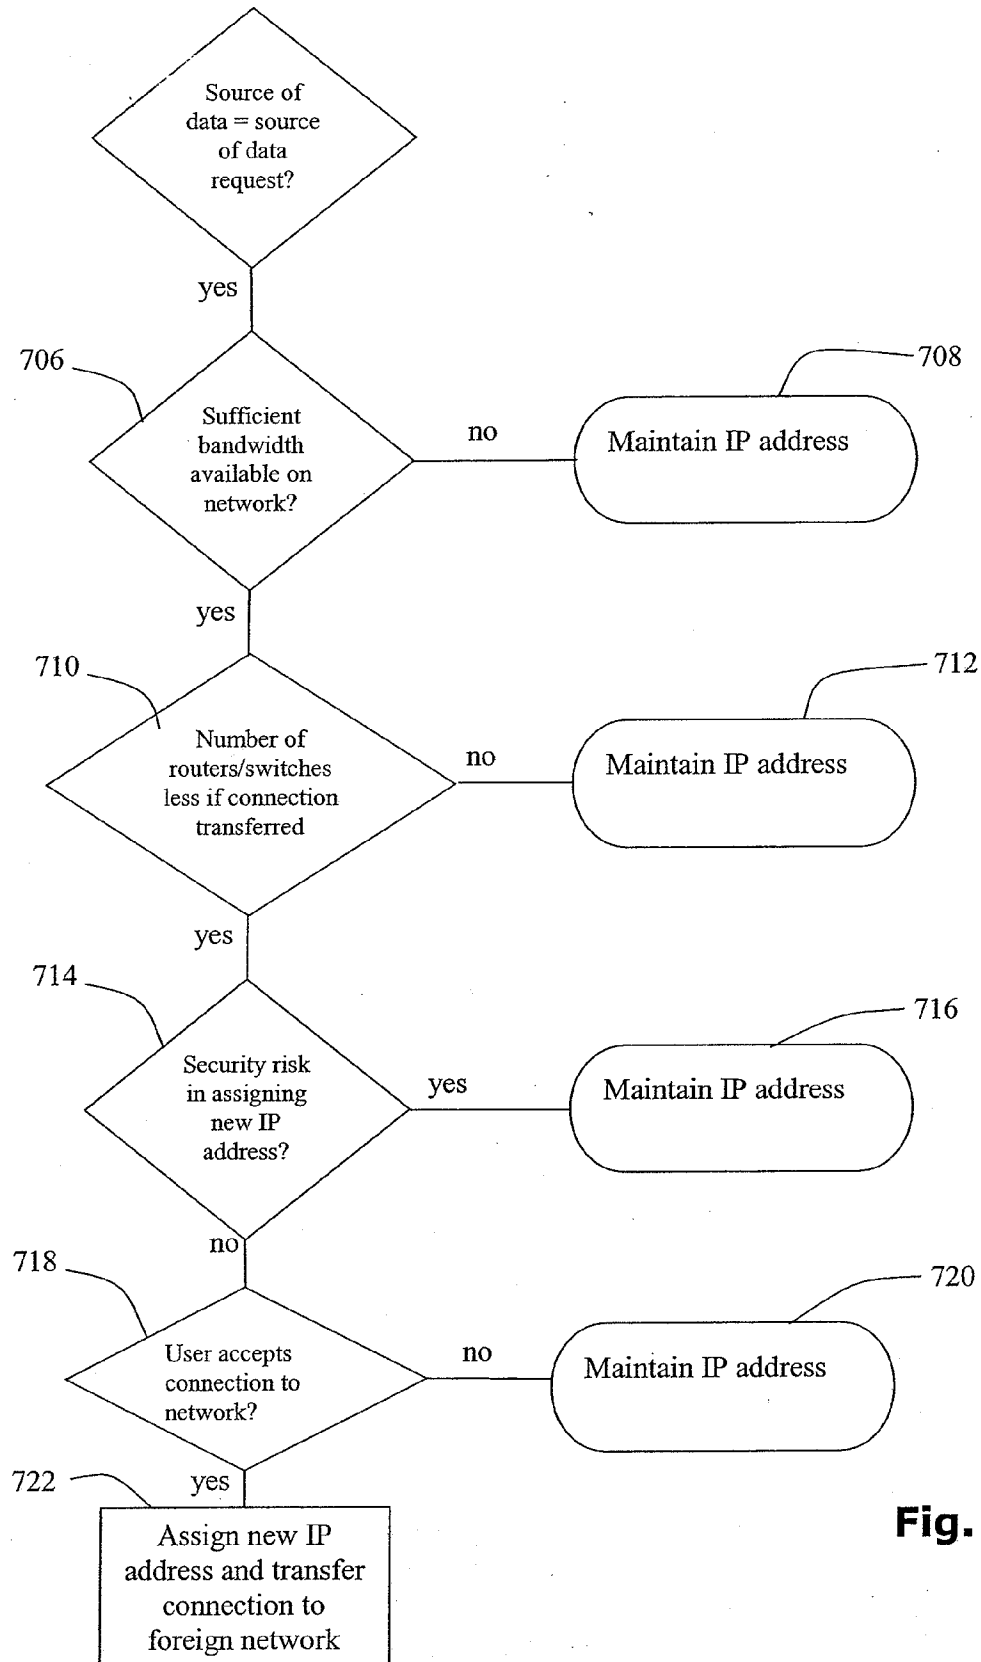 Source of
data = source
of data
request?
yes
706
Sufficient
bandwidth
available on
network?
no
708
Maintain IP address
yes
710
Number of
routers/switches
less if connection
transferred
no
712
Maintain IP address
yes
714
Security risk
in assigning
new IP
address?
yes
716
Maintain IP address
no
718
User accepts
connection to
network?
no
720
Maintain IP address
yes
722
Assign new IP
address and transfer
connection to
foreign network
Fig.